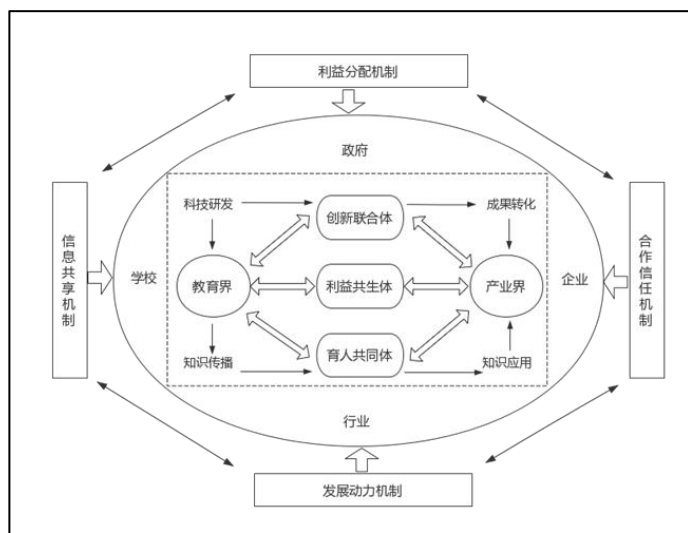 利益分配机制
政府
科技研发
创新联合体
成果转化
信息共享机制
学校
教育界
利益共生体
产业界
企业
合作信任机制
知识传播
育人共同体
知识应用
行业
发展动力机制